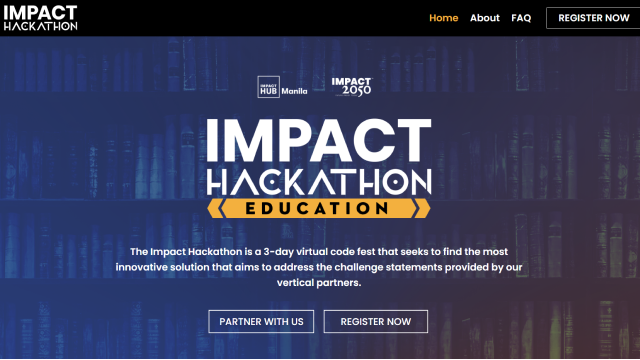 IMPACT
HACKATHON
Home About FAQ REGISTER NOW
IMPACT
HUB Manila
IMPACT
2050
IMPACT
HACKATHON
EDUCATION
The Impact Hackathon is a 3-day virtual code fest that seeks to find the most
innovative solution that aims to address the challenge statements provided by our
vertical partners.
PARTNER WITH US REGISTER NOW